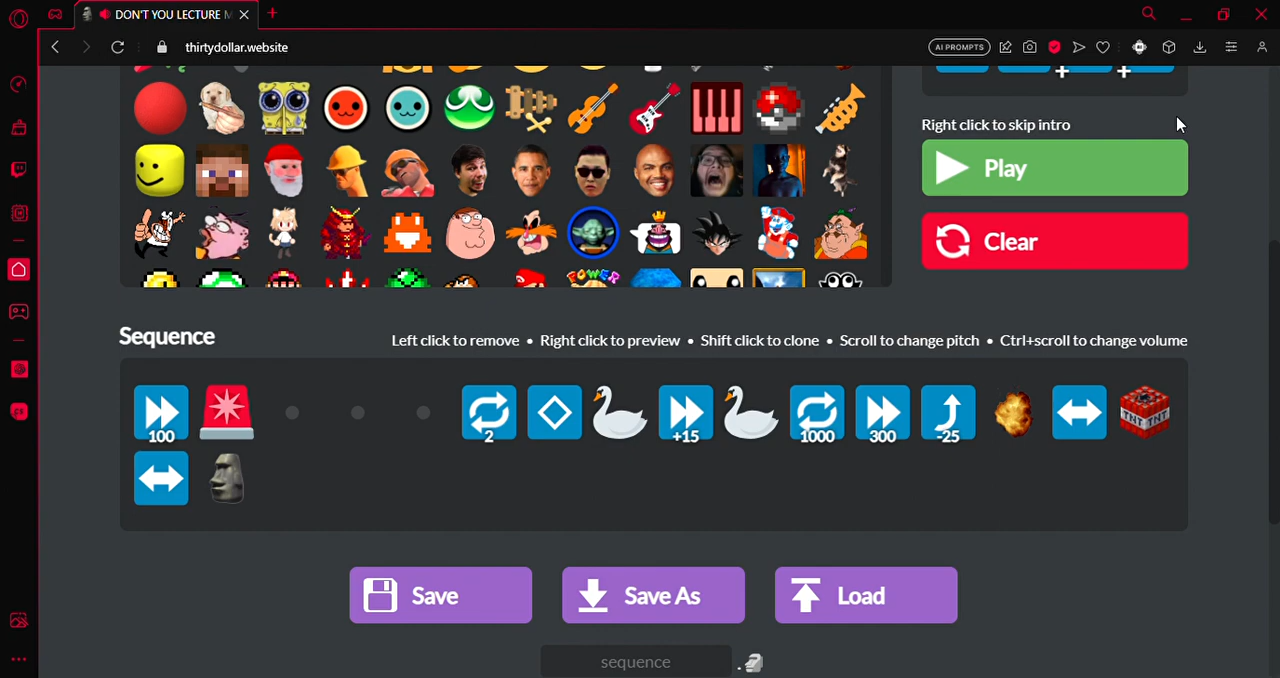 DON'T YOU LECTURE M
thirtydollar.website
AI PROMPTS
Right click to skip intro
Play
Clear
POWER
Sequence
Left click to remove • Right click to preview • Shift click to clone • Scroll to change pitch • Ctrl+scroll to change volume
100
2
+15
1000
300
-25
TNT
Save
Save As
Load
sequence